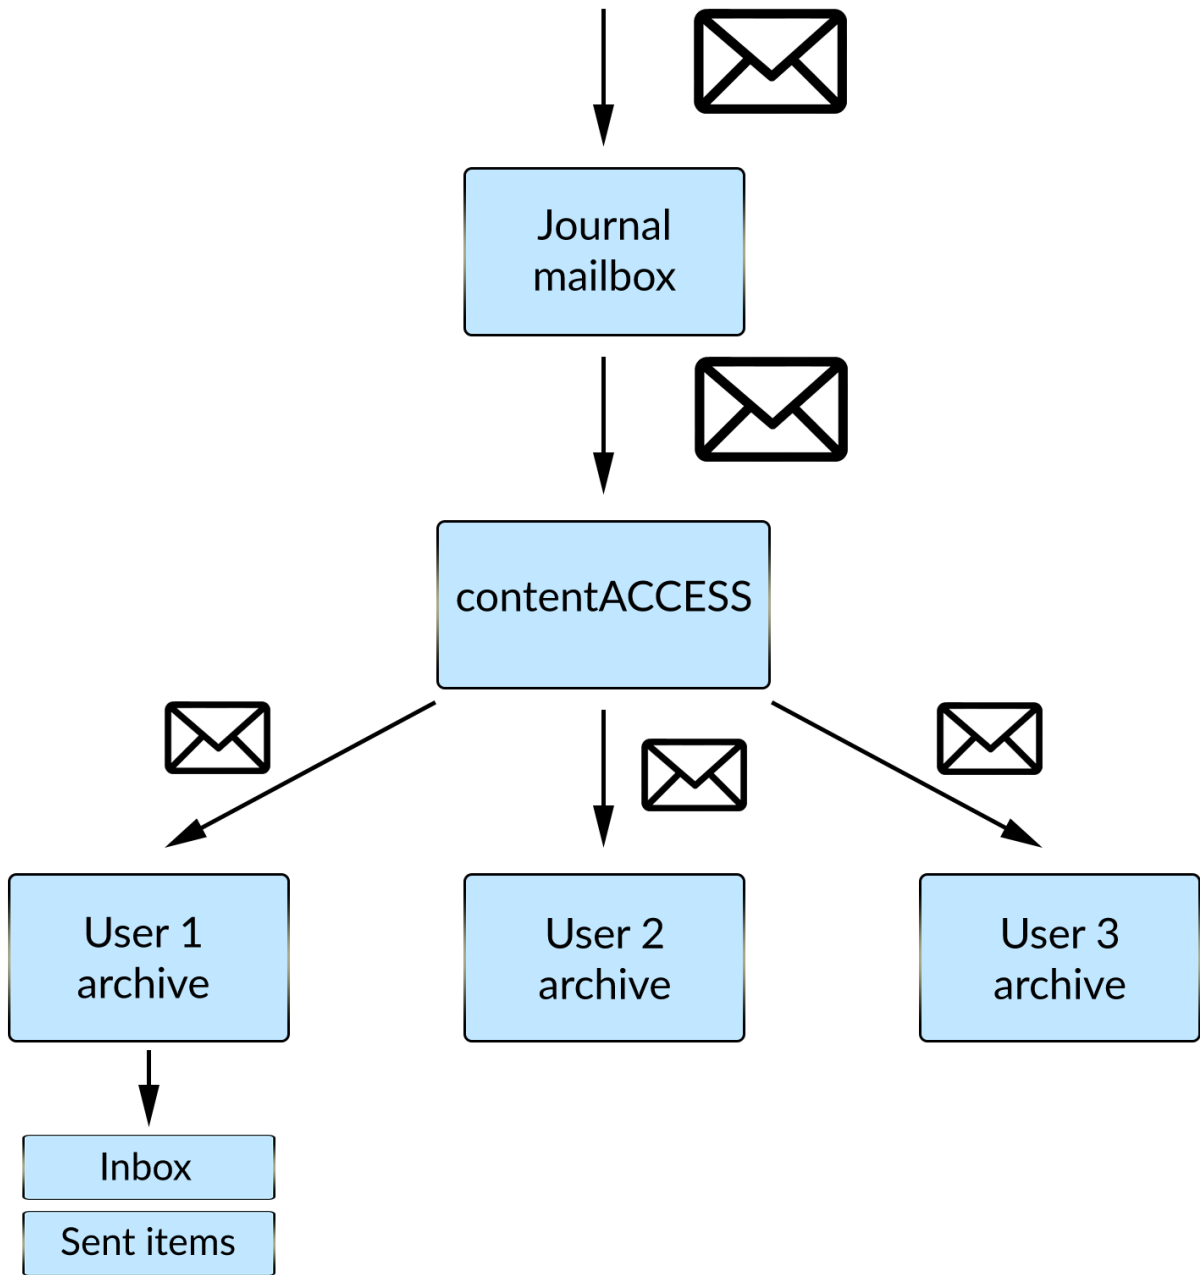 Journal
mailbox
contentACCESS
User 1
archive
User 2
archive
User 3
archive
Inbox
Sent items